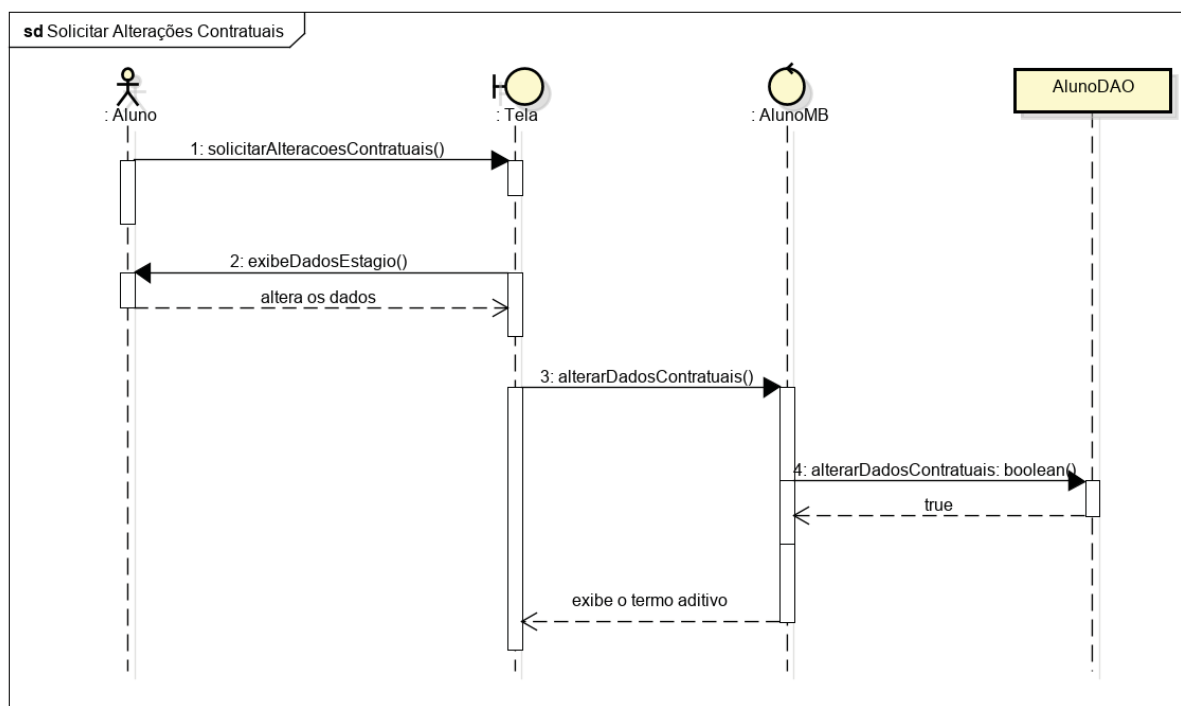 sd Solicitar Alterações Contratuais
: Aluno
: Tela
: AlunoMB
AlunoDAO
1: solicitarAlteracoesContratuais()
2: exibeDadosEstagio()
altera os dados
3: alterarDadosContratuais()
4: alterarDadosContratuais: boolean()
true
exibe o termo aditivo